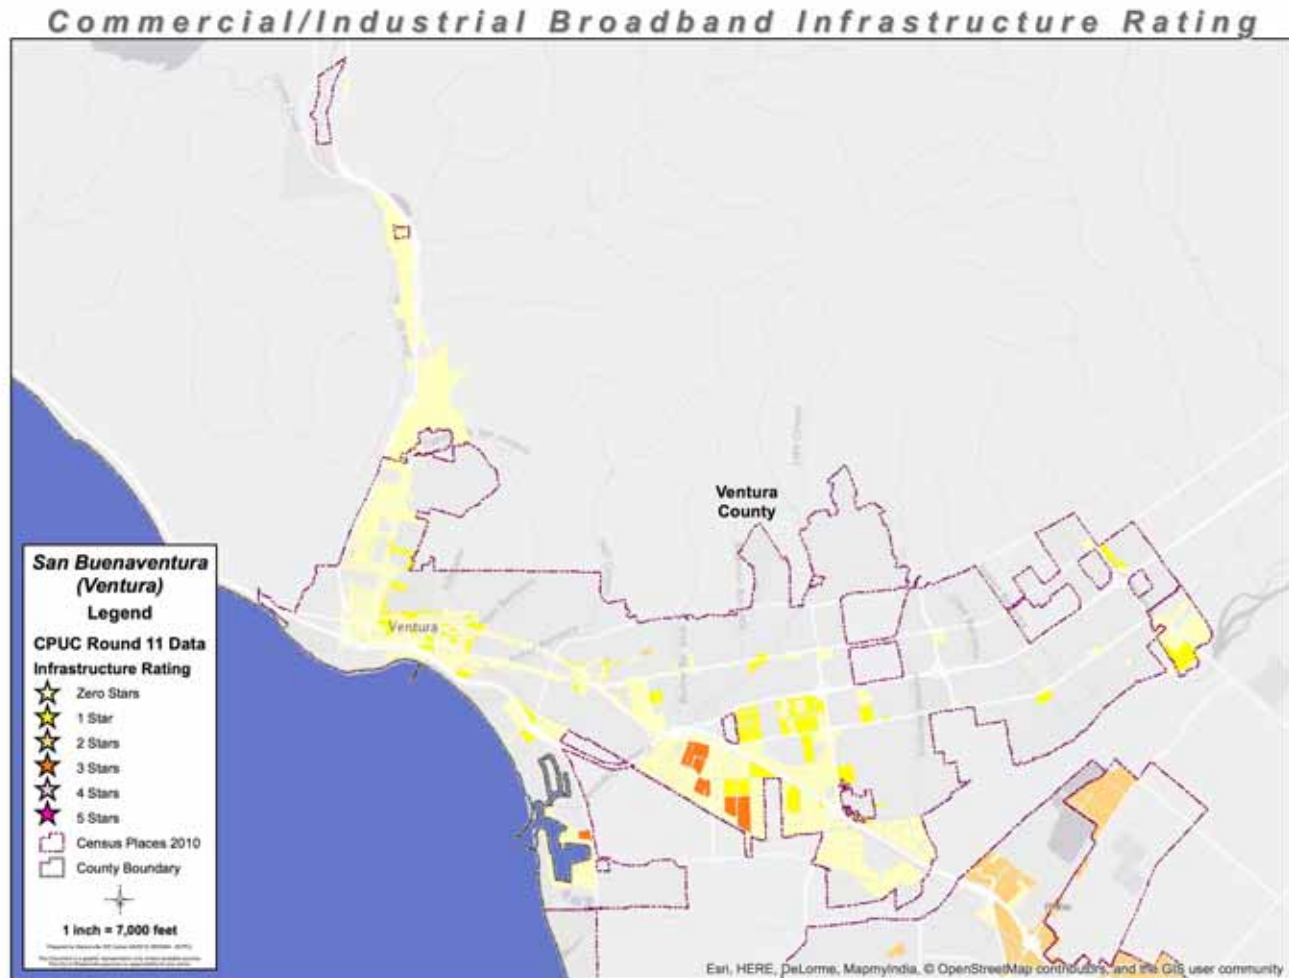 Commercial/Industrial Broadband Infrastructure Rating
Ventura
County
Ventura
San Buenaventura
(Ventura)
Legend
CPUC Round 11 Data
Infrastructure Rating
Zero Stars
1 Star
2 Stars
3 Stars
4 Stars
5 Stars
Census Places 2010
County Boundary
1 inch = 7,000 feet
Esri, HERE, DeLorme, MapmyIndia, © OpenStreetMap contributors, and the GIS user community